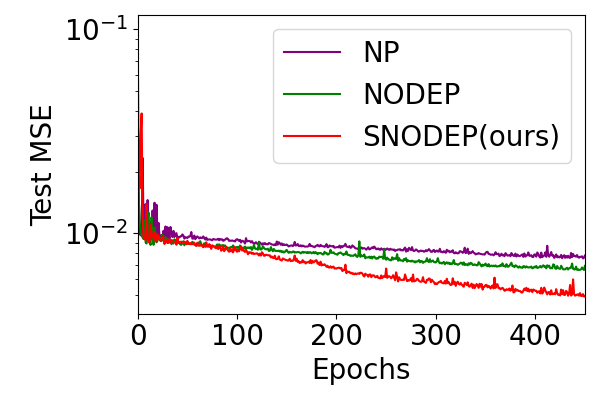 10⁻¹
NP
NODEP
SNODEP(ours)
Test MSE
10⁻²
0 100 200 300 400
Epochs